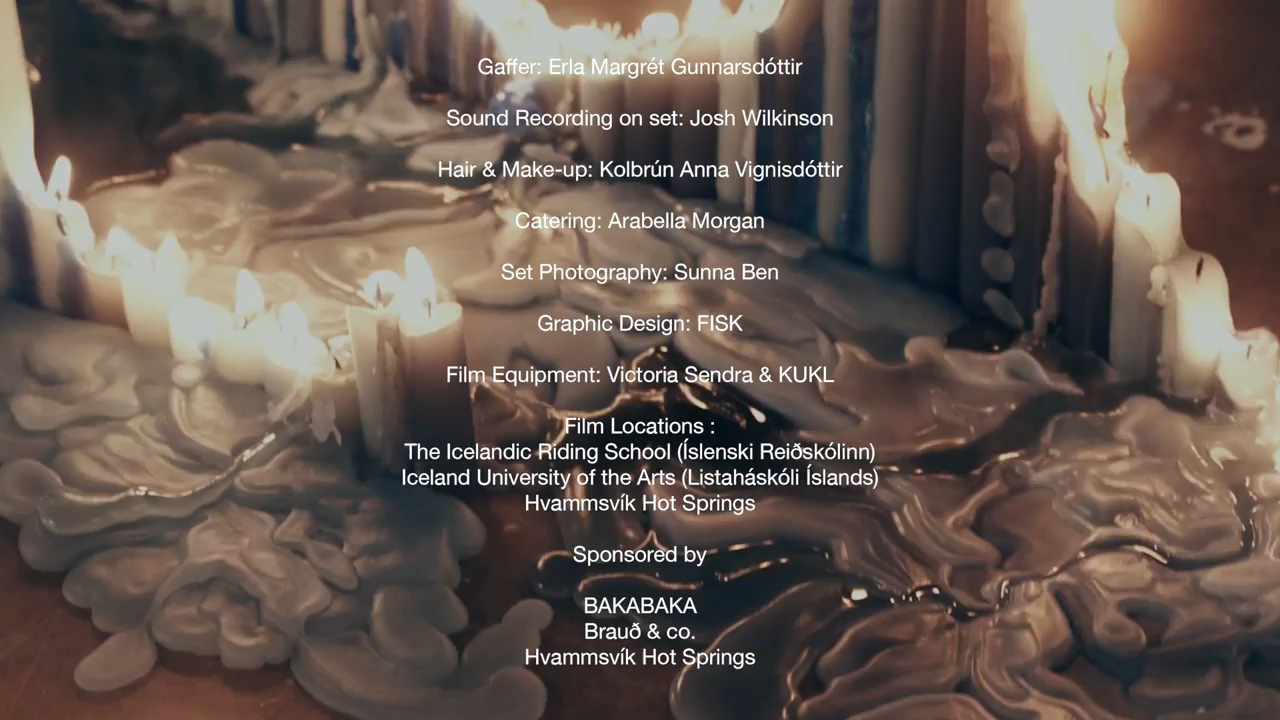 Gaffer: Erla Margrét Gunnarsdóttir
Sound Recording on set: Josh Wilkinson
Hair & Make-up: Kolbrún Anna Vignisdóttir
Catering: Arabella Morgan
Set Photography: Sunna Ben
Graphic Design: FISK
Film Equipment: Victoria Sendra & KUKL
Film Locations :
The Icelandic Riding School (Íslenski Reiðskólinn)
Iceland University of the Arts (Listaháskóli Íslands)
Hvammsvík Hot Springs
Sponsored by
BAKABAKA
Brauð & co.
Hvammsvík Hot Springs